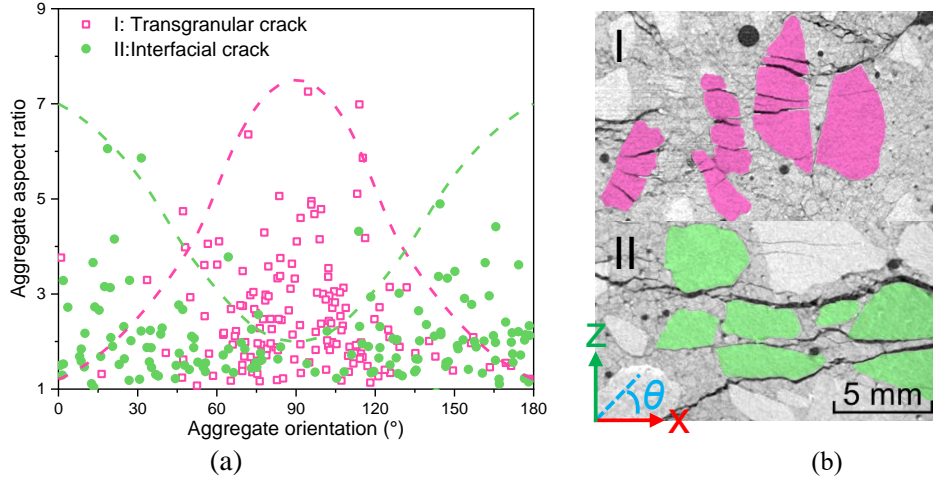 I: Transgranular crack
II:Interfacial crack
9
7
5
3
1
0
30
60
90
120
150
180
Aggregate aspect ratio
Aggregate orientation (°)
(a)
I
II
Z
θ
X
5 mm
(b)